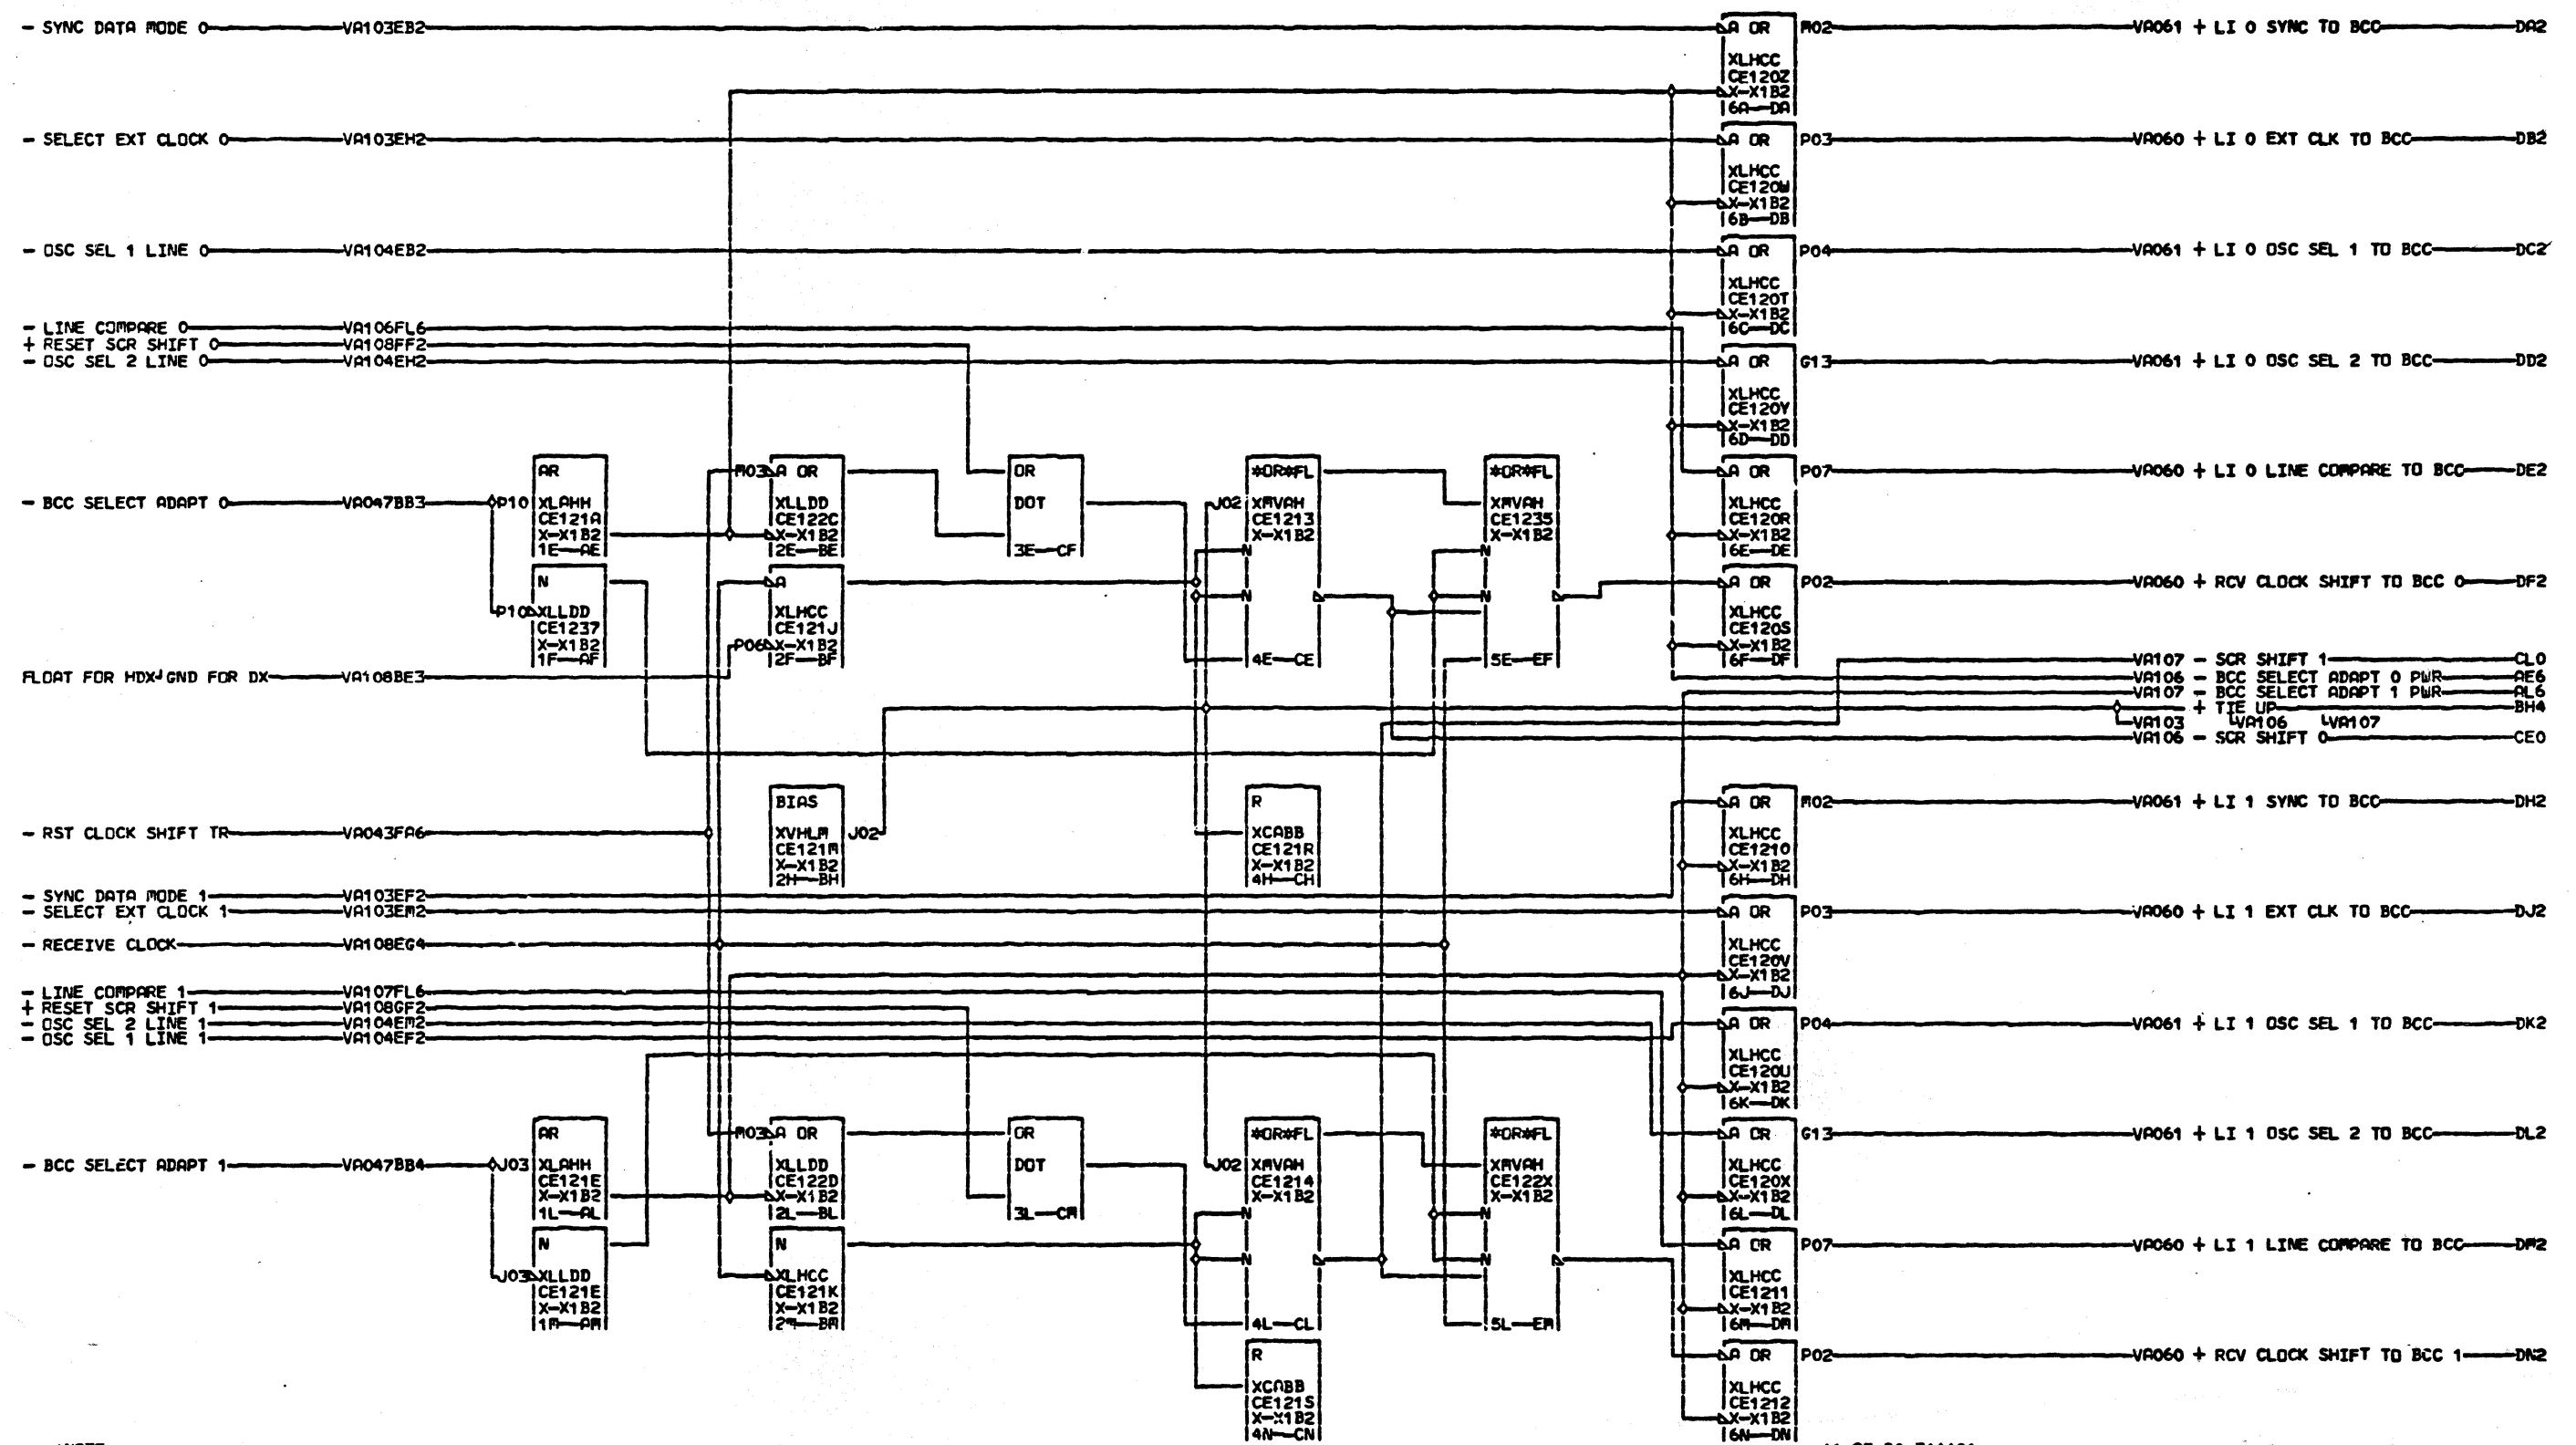 - SYNC DATA MODE 0 VA103EB2
A OR M02 VA061 + LI 0 SYNC TO BCC DA2
XLHCC
CE120Z
X-X1B2
6A DA
- SELECT EXT CLOCK 0 VA103EH2
A OR P03 VA060 + LI 0 EXT CLK TO BCC DB2
XLHCC
CE120W
X-X1B2
6B DB
- OSC SEL 1 LINE 0 VA104EB2
A OR P04 VA061 + LI 0 OSC SEL 1 TO BCC DC2
XLHCC
CE120T
X-X1B2
6C DC
- LINE COMPARE 0 VA106FL6
+ RESET SCR SHIFT 0 VA108FF2
- OSC SEL 2 LINE 0 VA104EH2
A OR G13 VA061 + LI 0 OSC SEL 2 TO BCC DD2
XLHCC
CE120Y
X-X1B2
6D DD
- BCC SELECT ADAPT 0 VA047BB3
AR
P10 XLAHH
CE121A
X-X1B2
1E AE
M03 A OR
XLLDD
CE122C
X-X1B2
2E BE
OR
DOT
3E CF
*OR*FL
J02 XMVAH
CE1213
X-X1B2
N
N
4E CE
*OR*FL
XMVAH
CE1235
X-X1B2
N
N
5E EF
A OR P07 VA060 + LI 0 LINE COMPARE TO BCC DE2
XLHCC
CE120R
X-X1B2
6E DE
N
P10 XLLDD
CE1237
X-X1B2
1F AF
A
XLHCC
CE121J
P06 X-X1B2
2F BF
A OR P02 VA060 + RCV CLOCK SHIFT TO BCC 0 DF2
XLHCC
CE120S
X-X1B2
6F DF
FLOAT FOR HDX GND FOR DX VA108BE3
VA107 - SCR SHIFT 1 CL0
VA106 - BCC SELECT ADAPT 0 PWR AE6
VA107 - BCC SELECT ADAPT 1 PWR AL6
+ TIE UP BH4
VA103 VA106 VA107
VA106 - SCR SHIFT 0 CE0
- RST CLOCK SHIFT TR VA043FA6
BIAS
XVHLM J02
CE121M
X-X1B2
2H BH
R
XCABB
CE121R
X-X1B2
4H CH
A OR M02 VA061 + LI 1 SYNC TO BCC DH2
XLHCC
CE1210
X-X1B2
6H DH
- SYNC DATA MODE 1 VA103EF2
- SELECT EXT CLOCK 1 VA103EM2
A OR P03 VA060 + LI 1 EXT CLK TO BCC DJ2
XLHCC
CE120V
X-X1B2
6J DJ
- RECEIVE CLOCK VA108EG4
- LINE COMPARE 1 VA107FL6
+ RESET SCR SHIFT 1 VA108GF2
- OSC SEL 2 LINE 1 VA104EM2
- OSC SEL 1 LINE 1 VA104EF2
A OR P04 VA061 + LI 1 OSC SEL 1 TO BCC DK2
XLHCC
CE120U
X-X1B2
6K DK
- BCC SELECT ADAPT 1 VA047BB4
AR
J03 XLAHH
CE121E
X-X1B2
1L AL
M03 A OR
XLLDD
CE122D
X-X1B2
2L BL
OR
DOT
3L CM
*OR*FL
J02 XMVAH
CE1214
X-X1B2
N
N
4L CL
*OR*FL
XMVAH
CE122X
X-X1B2
N
N
5L EM
A OR G13 VA061 + LI 1 OSC SEL 2 TO BCC DL2
XLHCC
CE120X
X-X1B2
6L DL
N
J03 XLLDD
CE121E
X-X1B2
1M AM
N
XLHCC
CE121K
X-X1B2
2M BM
A OR P07 VA060 + LI 1 LINE COMPARE TO BCC DM2
XLHCC
CE1211
X-X1B2
6M DM
R
XCABB
CE121S
X-X1B2
4N CN
A OR P02 VA060 + RCV CLOCK SHIFT TO BCC 1 DN2
XLHCC
CE1212
X-X1B2
6N DN